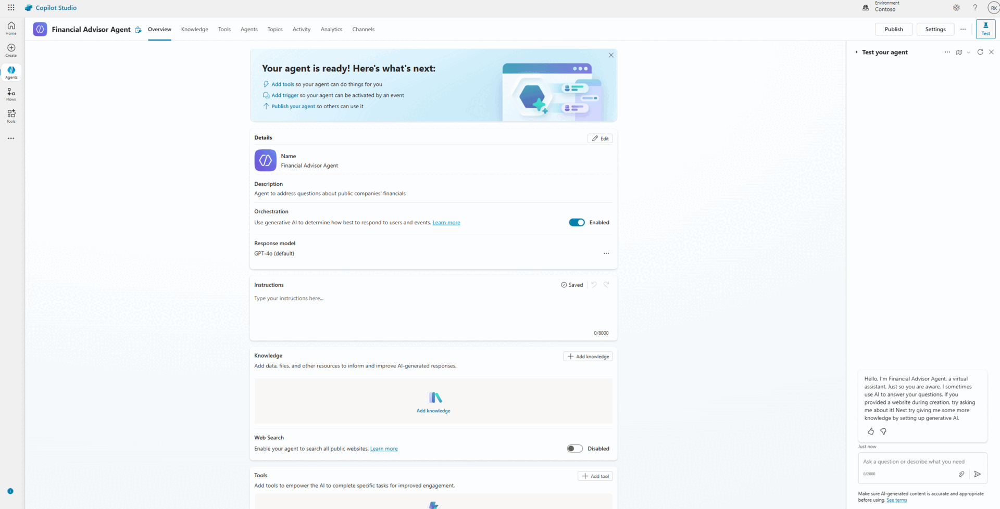 Copilot Studio
Environment
Contoso
RK
Home
Create
Agents
Flows
Tools
Financial Advisor Agent
Overview
Knowledge
Tools
Agents
Topics
Activity
Analytics
Channels
Publish
Settings
Test
Your agent is ready! Here's what's next:
Add tools so your agent can do things for you
Add trigger so your agent can be activated by an event
Publish your agent so others can use it
Details
Edit
Name
Financial Advisor Agent
Description
Agent to address questions about public companies' financials
Orchestration
Use generative AI to determine how best to respond to users and events. Learn more
Enabled
Response model
GPT-4o (default)
Instructions
Saved
Type your instructions here...
0/8000
Knowledge
Add knowledge
Add data, files, and other resources to inform and improve AI-generated responses.
Add knowledge
Web Search
Enable your agent to search all public websites. Learn more
Disabled
Tools
Add tool
Add tools to empower the AI to complete specific tasks for improved engagement.
Test your agent
Hello, I'm Financial Advisor Agent, a virtual
assistant. Just so you are aware, I sometimes
use AI to answer your questions. If you
provided a website during creation, try asking
me about it! Next try giving me some more
knowledge by setting up generative AI.
Just now
Ask a question or describe what you need
0/2000
Make sure AI-generated content is accurate and appropriate
before using. See terms